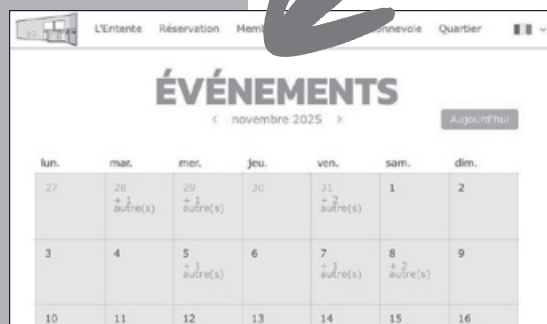 L'Entente Réservation Quartier
ÉVÉNEMENTS
< novembre 2025 >
Aujourd'hui
lun. mar. mer. jeu. ven. sam. dim.
27 28 29 30 31 1 2
+ 1 autre(s) + 1 autre(s) + 2 autre(s)
3 4 5 6 7 8 9
+ 1 autre(s) + 1 autre(s) + 2 autre(s)
10 11 12 13 14 15 16